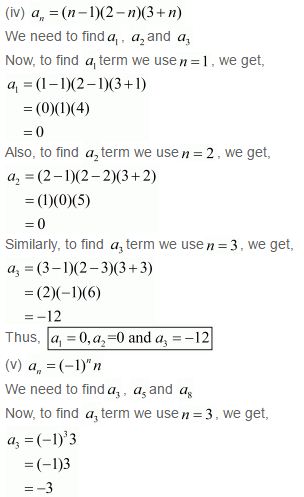 (iv) aₙ = (n−1)(2−n)(3+n)
We need to find a₁, a₂ and a₃
Now, to find a₁ term we use n = 1, we get,
a₁ = (1−1)(2−1)(3+1)
= (0)(1)(4)
= 0
Also, to find a₂ term we use n = 2, we get,
a₂ = (2−1)(2−2)(3+2)
= (1)(0)(5)
= 0
Similarly, to find a₃ term we use n = 3, we get,
a₃ = (3−1)(2−3)(3+3)
= (2)(−1)(6)
= −12
Thus, a₁ = 0, a₂=0 and a₃ = −12
(v) aₙ = (−1)ⁿ n
We need to find a₃, a₅ and a₈
Now, to find a₃ term we use n = 3, we get,
a₃ = (−1)³ 3
= (−1)3
= −3